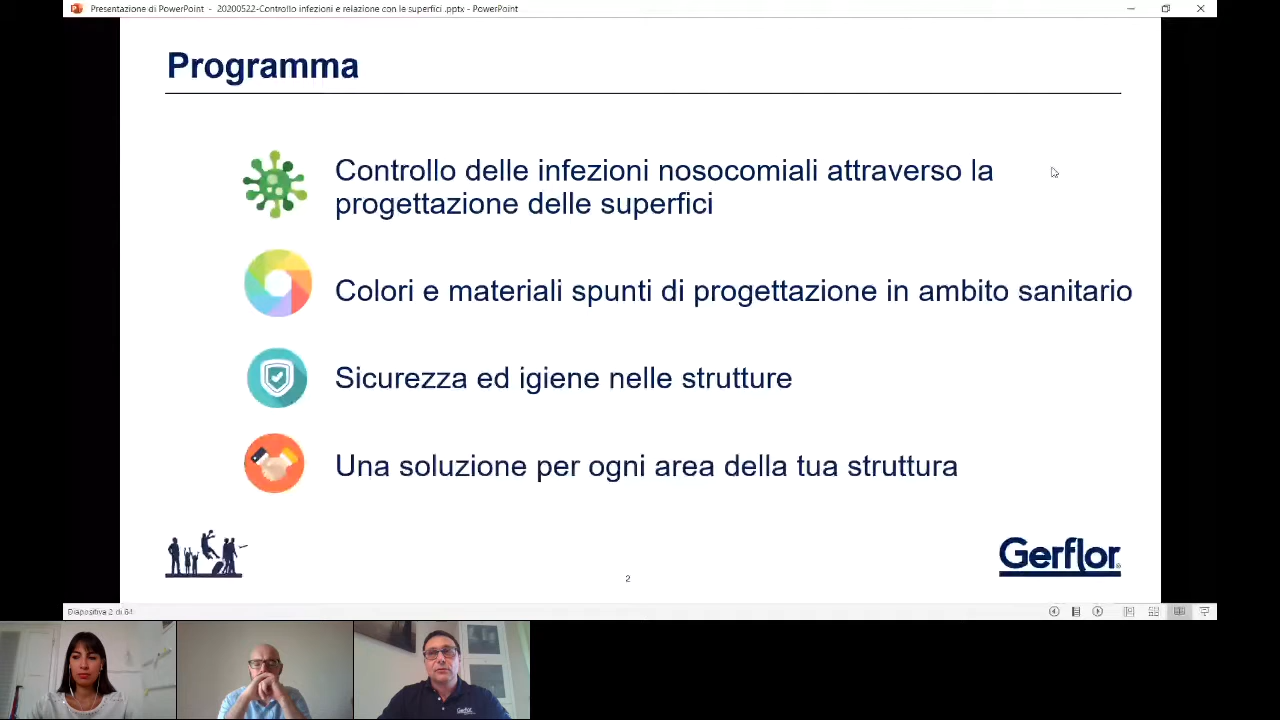 Presentazione di PowerPoint - 20200522-Controllo infezioni e relazione con le superfici .pptx - PowerPoint
Programma
Controllo delle infezioni nosocomiali attraverso la
progettazione delle superfici
Colori e materiali spunti di progettazione in ambito sanitario
Sicurezza ed igiene nelle strutture
Una soluzione per ogni area della tua struttura
Gerflor®
2
Diapositiva 2 di 64
Gerflor